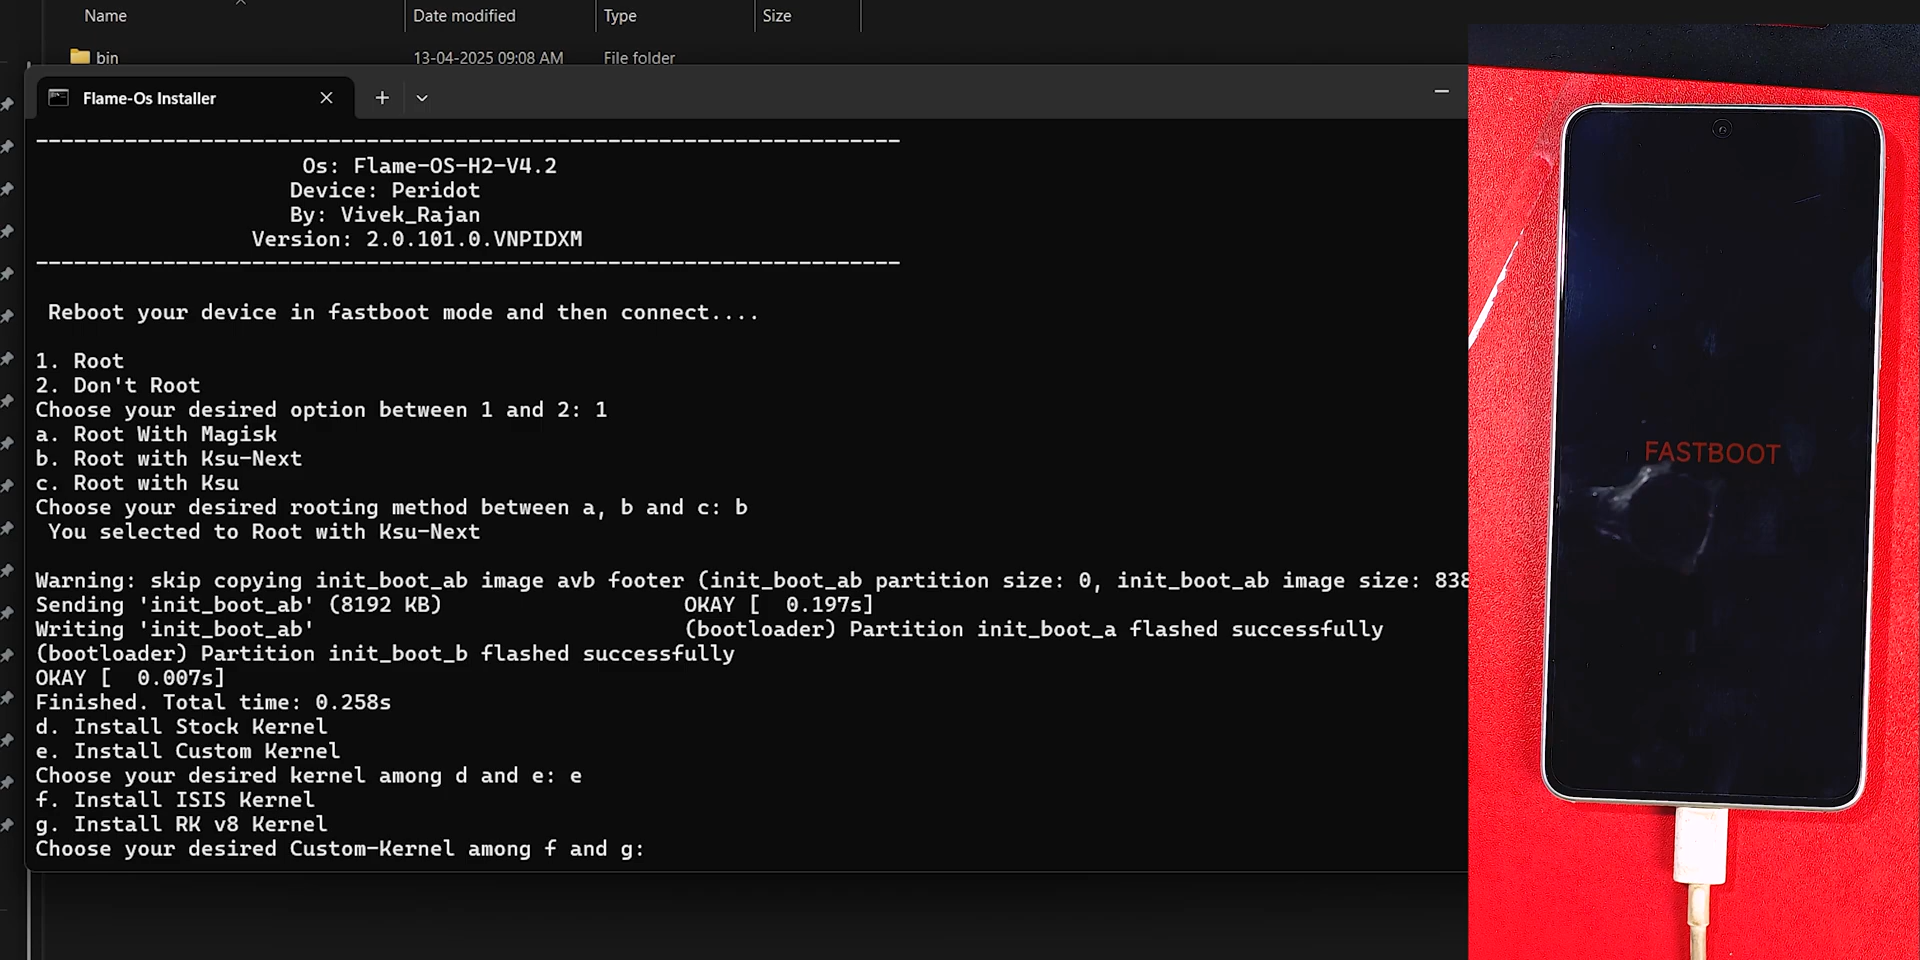 Name
Date modified
Type
Size
bin
13-04-2025 09:08 AM
File folder
Flame-Os Installer
Os: Flame-OS-H2-V4.2
Device: Peridot
By: Vivek_Rajan
Version: 2.0.101.0.VNPIDXM
Reboot your device in fastboot mode and then connect....
1. Root
2. Don't Root
Choose your desired option between 1 and 2: 1
a. Root With Magisk
b. Root with Ksu-Next
c. Root with Ksu
Choose your desired rooting method between a, b and c: b
You selected to Root with Ksu-Next
Warning: skip copying init_boot_ab image avb footer (init_boot_ab partition size: 0, init_boot_ab image size: 838
Sending 'init_boot_ab' (8192 KB) OKAY [ 0.197s]
Writing 'init_boot_ab' (bootloader) Partition init_boot_a flashed successfully
(bootloader) Partition init_boot_b flashed successfully
OKAY [ 0.007s]
Finished. Total time: 0.258s
d. Install Stock Kernel
e. Install Custom Kernel
Choose your desired kernel among d and e: e
f. Install ISIS Kernel
g. Install RK v8 Kernel
Choose your desired Custom-Kernel among f and g:
FASTBOOT